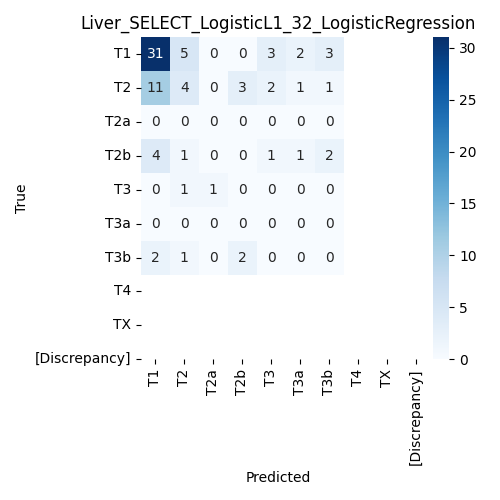 Liver_SELECT_LogisticL1_32_LogisticRegression
T1 31 5 0 0 3 2 3
T2 11 4 0 3 2 1 1
T2a 0 0 0 0 0 0 0
T2b 4 1 0 0 1 1 2
T3 0 1 1 0 0 0 0
T3a 0 0 0 0 0 0 0
T3b 2 1 0 2 0 0 0
T4
TX
[Discrepancy]
True
T1 T2 T2a T2b T3 T3a T3b T4 TX [Discrepancy]
Predicted
30
25
20
15
10
5
0